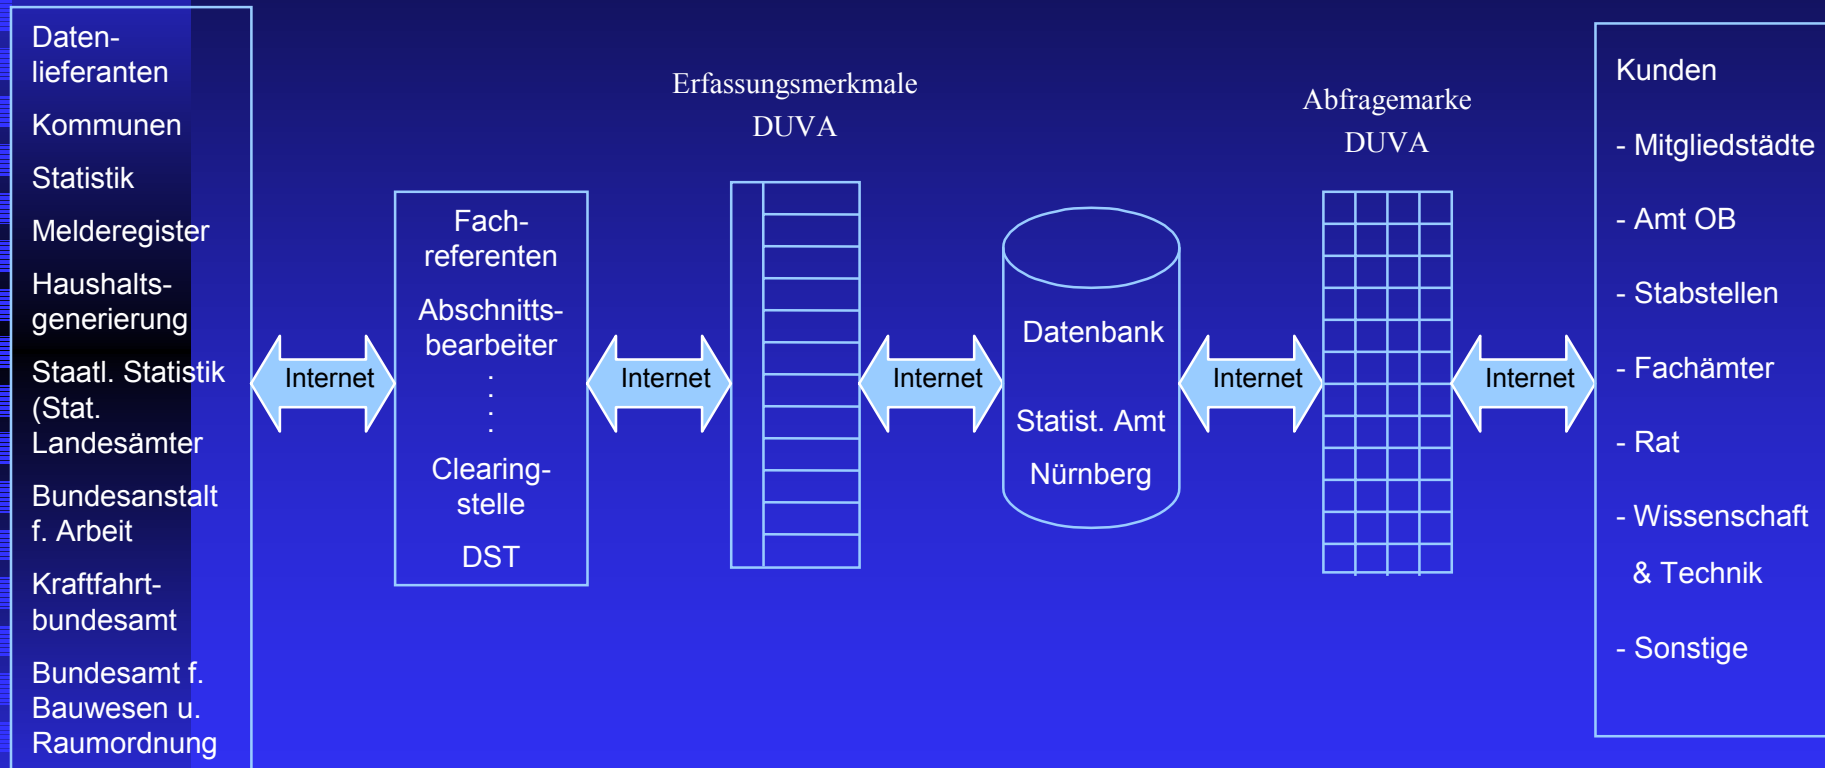 Daten-
lieferanten
Kommunen
Statistik
Melderegister
Haushalts-
generierung
Staatl. Statistik
(Stat.
Landesämter
Bundesanstalt
f. Arbeit
Kraftfahrt-
bundesamt
Bundesamt f.
Bauwesen u.
Raumordnung
Internet
Fach-
referenten
Abschnitts-
bearbeiter
.
.
.
.
Clearing-
stelle
DST
Internet
Erfassungsmerkmale
DUVA
Internet
Datenbank
Statist. Amt
Nürnberg
Internet
Abfragemarke
DUVA
Internet
Kunden
- Mitgliedstädte
- Amt OB
- Stabstellen
- Fachämter
- Rat
- Wissenschaft
& Technik
- Sonstige